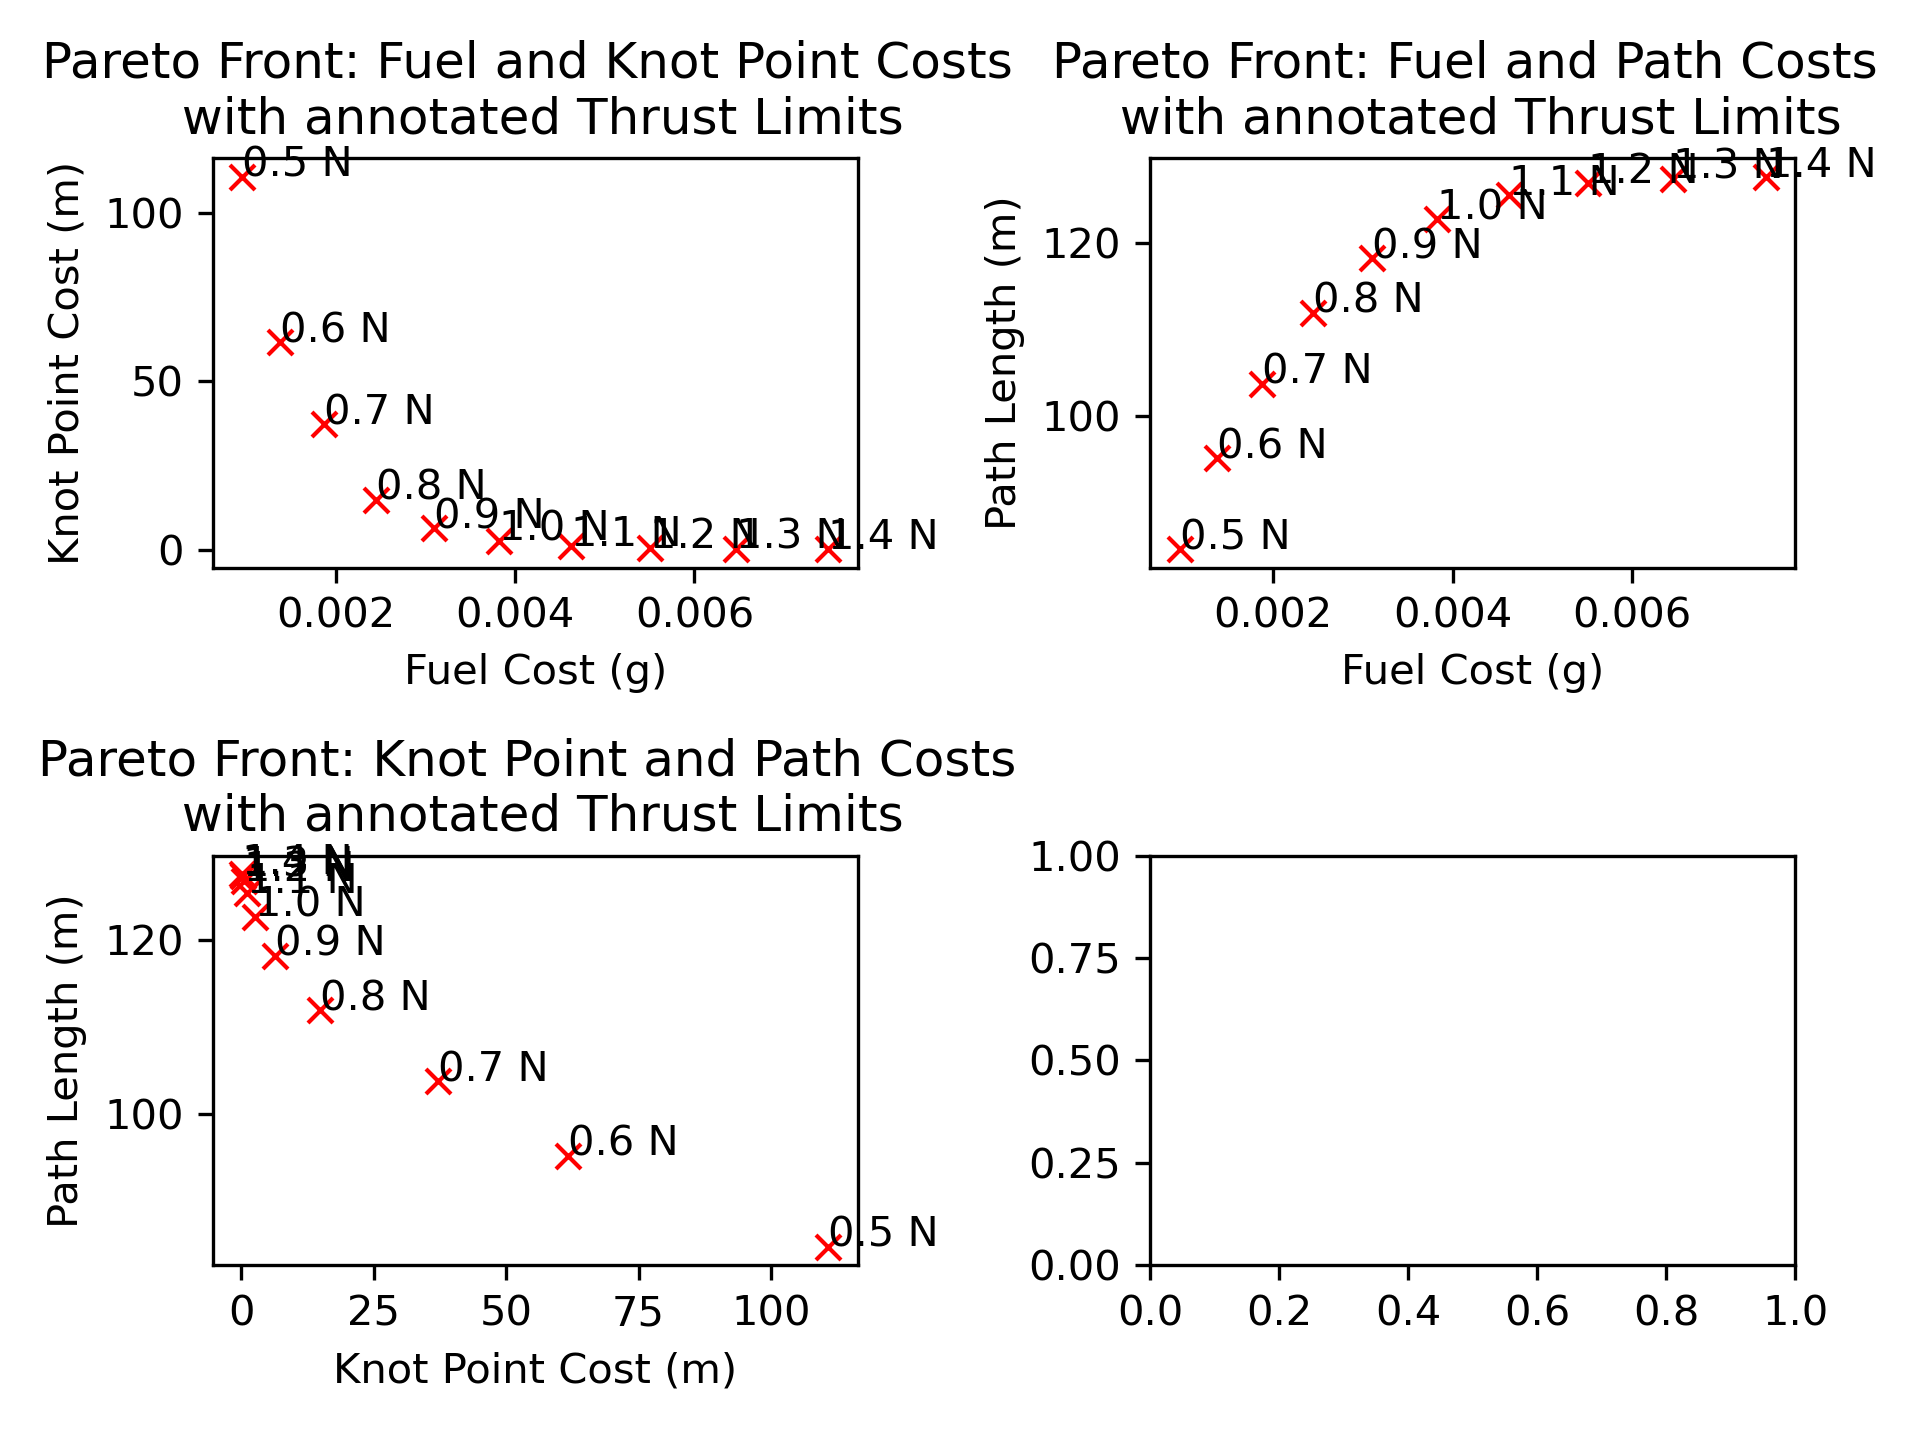 Pareto Front: Fuel and Knot Point Costs
with annotated Thrust Limits
Knot Point Cost (m)
100
50
0
0.5 N
0.6 N
0.7 N
0.8 N
0.9 N
1.0 N
1.1 N
1.2 N
1.3 N
1.4 N
0.002
0.004
0.006
Fuel Cost (g)
Pareto Front: Fuel and Path Costs
with annotated Thrust Limits
Path Length (m)
120
100
1.4 N
1.3 N
1.2 N
1.1 N
1.0 N
0.9 N
0.8 N
0.7 N
0.6 N
0.5 N
0.002
0.004
0.006
Fuel Cost (g)
Pareto Front: Knot Point and Path Costs
with annotated Thrust Limits
Path Length (m)
120
100
1.0 N
0.9 N
0.8 N
0.7 N
0.6 N
0.5 N
0
25
50
75
100
Knot Point Cost (m)
1.00
0.75
0.50
0.25
0.00
0.0
0.2
0.4
0.6
0.8
1.0